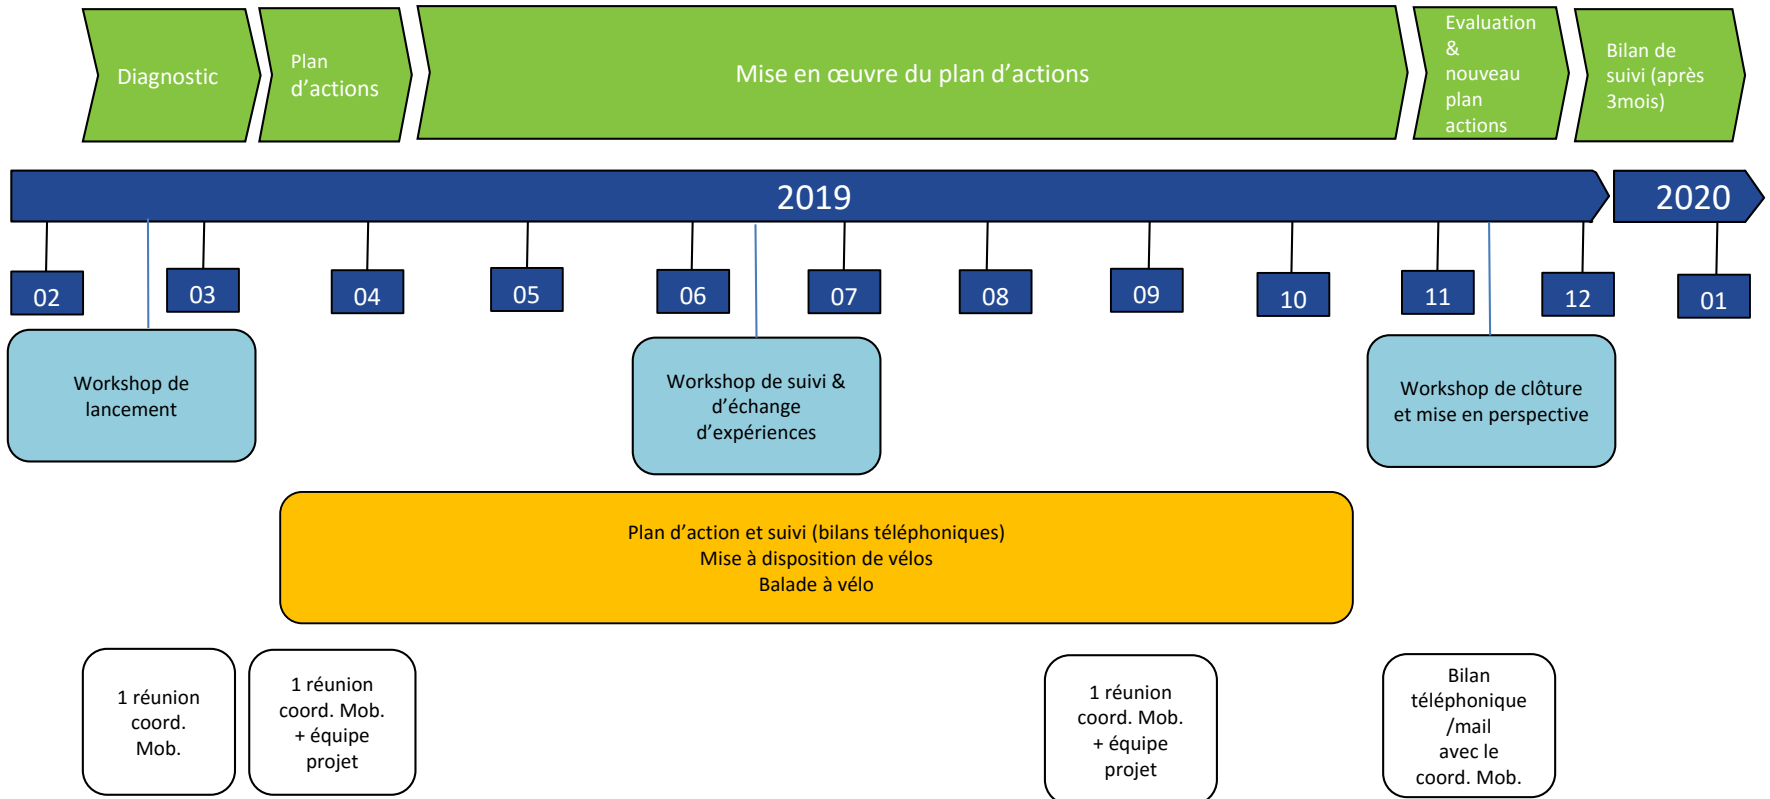 Diagnostic
Plan
d’actions
Mise en œuvre du plan d’actions
Evaluation
&
nouveau
plan
actions
Bilan de
suivi (après
3mois)
2019
2020
02
03
04
05
06
07
08
09
10
11
12
01
Workshop de
lancement
Workshop de suivi &
d’échange
d’expériences
Workshop de clôture
et mise en perspective
Plan d’action et suivi (bilans téléphoniques)
Mise à disposition de vélos
Balade à vélo
1 réunion
coord.
Mob.
1 réunion
coord. Mob.
+ équipe
projet
1 réunion
coord. Mob.
+ équipe
projet
Bilan
téléphonique
/mail
avec le
coord. Mob.